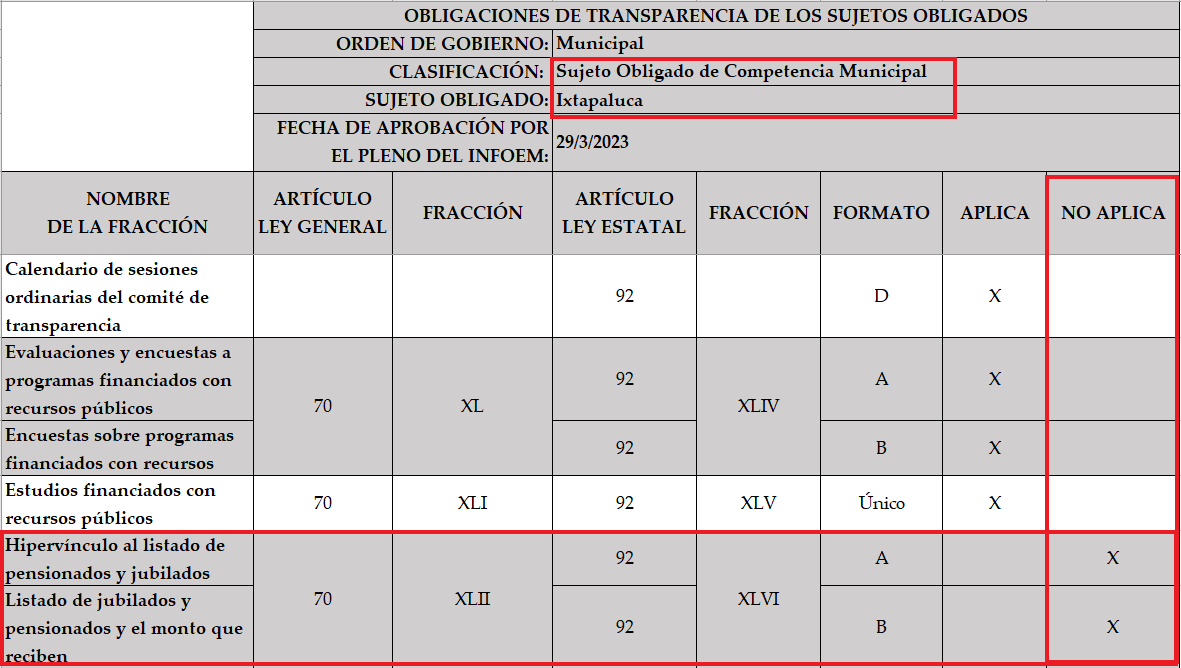 OBLIGACIONES DE TRANSPARENCIA DE LOS SUJETOS OBLIGADOS
ORDEN DE GOBIERNO: Municipal
CLASIFICACIÓN: Sujeto Obligado de Competencia Municipal
SUJETO OBLIGADO: Ixtapaluca
FECHA DE APROBACIÓN POR
EL PLENO DEL INFOEM: 29/3/2023
NOMBRE
DE LA FRACCIÓN
ARTÍCULO
LEY GENERAL
FRACCIÓN
ARTÍCULO
LEY ESTATAL
FRACCIÓN
FORMATO
APLICA
NO APLICA
Calendario de sesiones
ordinarias del comité de
transparencia
92 D X
Evaluaciones y encuestas a
programas financiados con
recursos públicos
70 XL 92 XLIV A X
Encuestas sobre programas
financiados con recursos
92 B X
Estudios financiados con
recursos públicos
70 XLI 92 XLV Único X
Hipervínculo al listado de
pensionados y jubilados
70 XLII 92 XLVI A X
Listado de jubilados y
pensionados y el monto que
reciben
92 B X